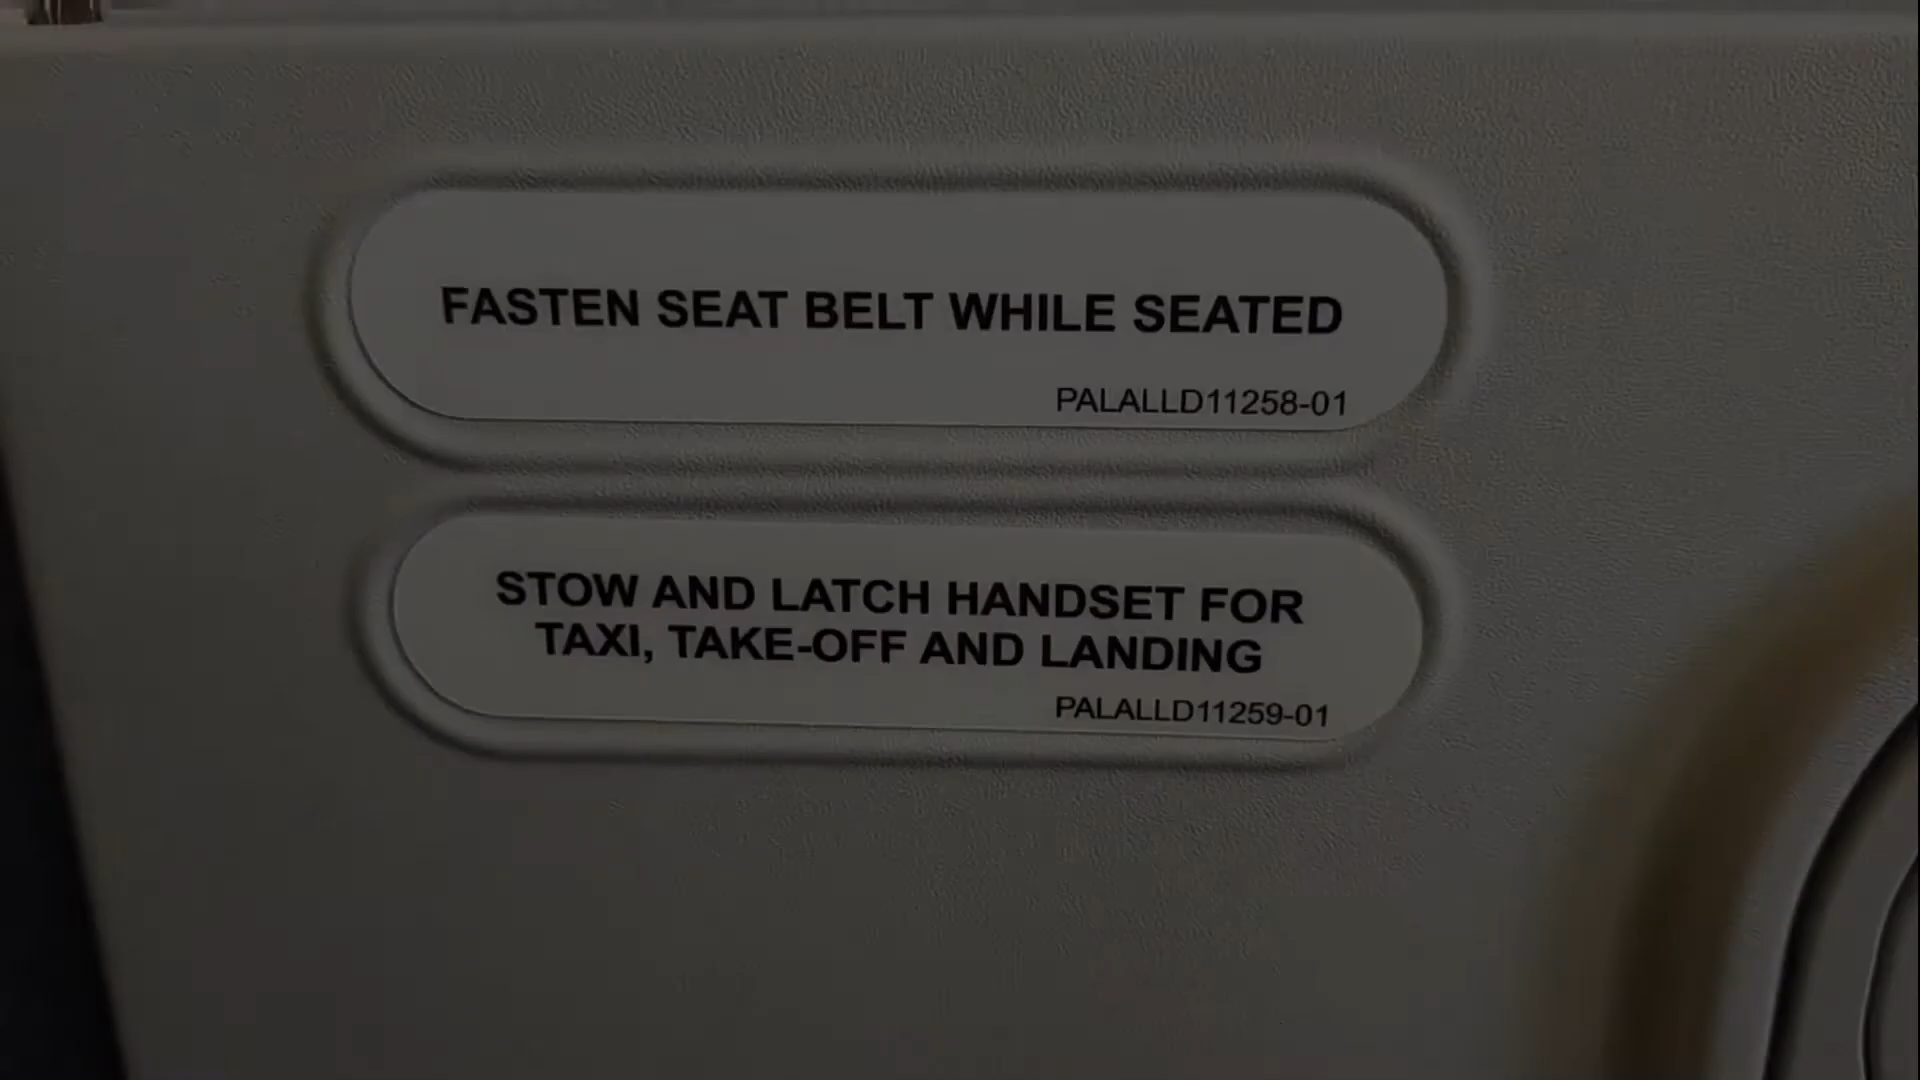 FASTEN SEAT BELT WHILE SEATED
PALALLD11258-01
STOW AND LATCH HANDSET FOR
TAXI, TAKE-OFF AND LANDING
PALALLD11259-01